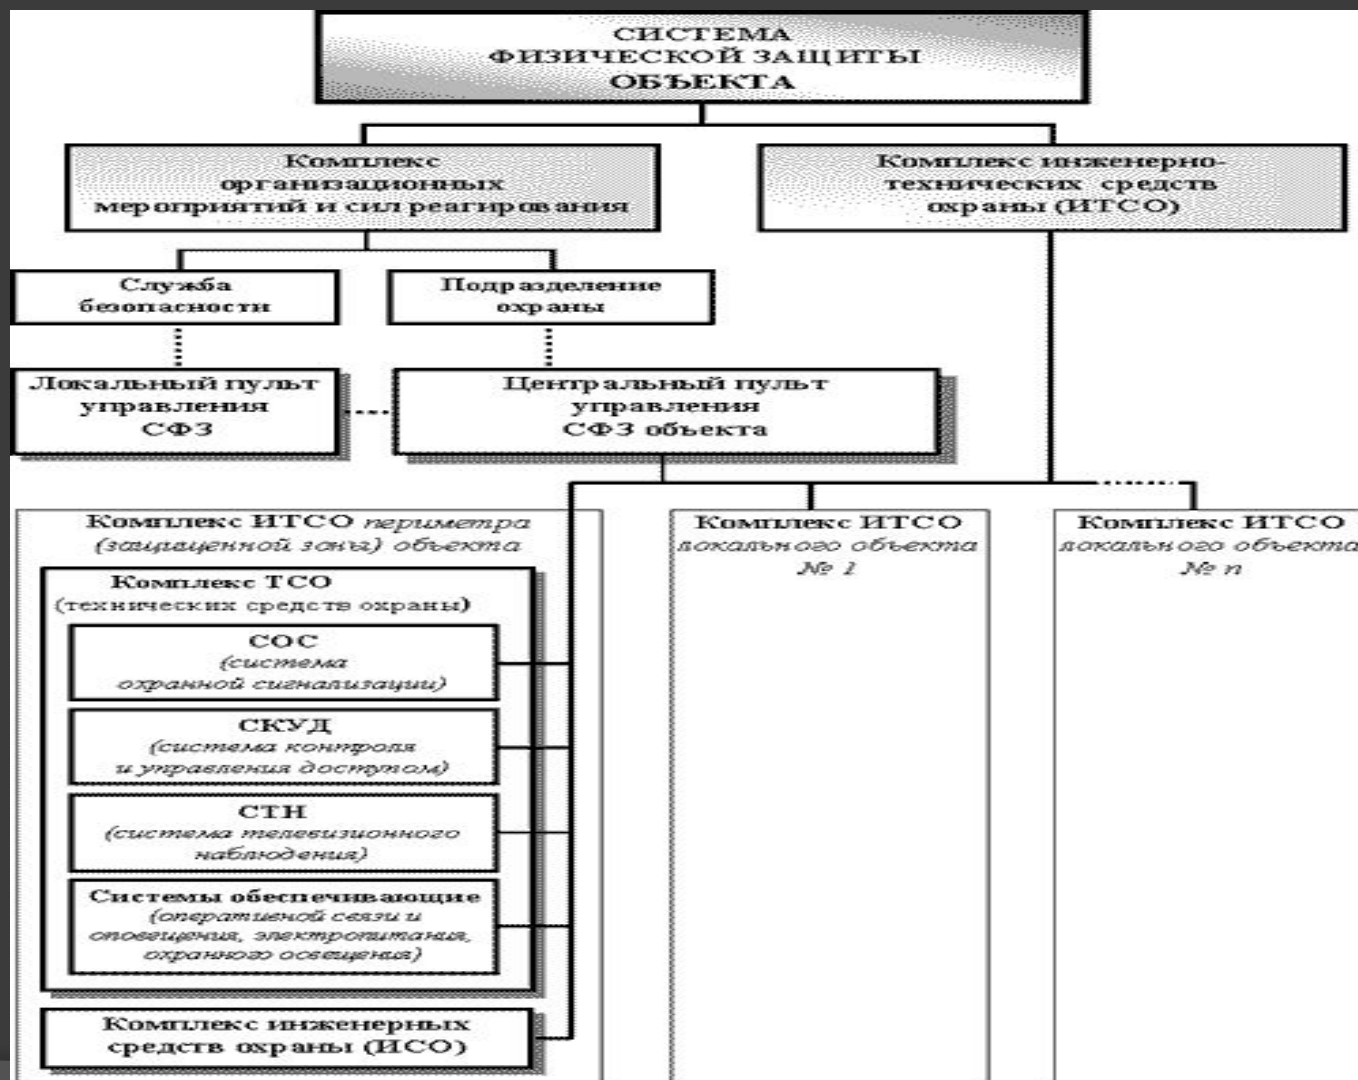 СИСТЕМА
ФИЗИЧЕСКОЙ ЗАЩИТЫ
ОБЪЕКТА
Комплекс
организационных
мероприятий и сил реагирования
Комплекс инженерно-
технических средств
охраны (ИТСО)
Служба
безопасности
Подразделение
охраны
Локальный пульт
управления
СФЗ
Центральный пульт
управления
СФЗ объекта
Комплекс ИТСО периметра
(защищенной зоны) объекта
Комплекс ТСО
(технических средств охраны)
СОС
(система
охранной сигнализации)
СКУД
(система контроля
и управления доступом)
СТН
(система телевизионного
наблюдения)
Системы обеспечивающие
(оперативной связи и
оповещения, электропитания,
охранного освещения)
Комплекс инженерных
средств охраны (ИСО)
Комплекс ИТСО
локального объекта
№ 1
Комплекс ИТСО
локального объекта
№ n